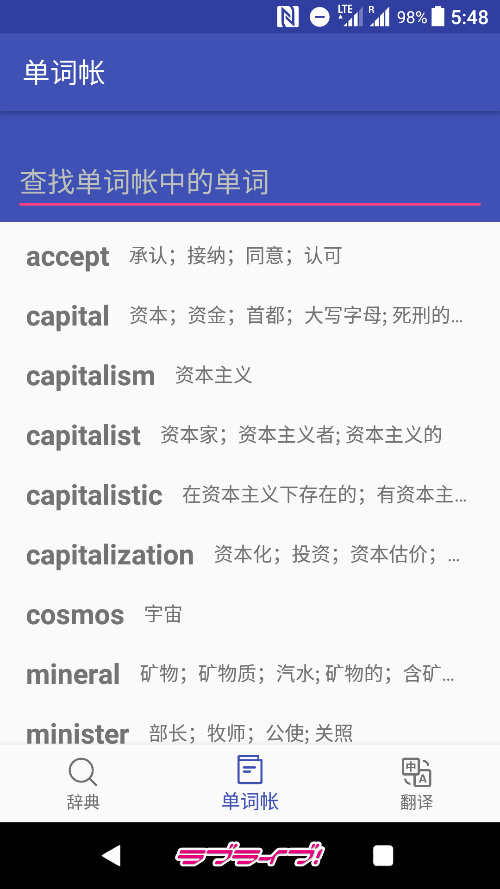 LTE R 98% 5:48
单词帐
查找单词帐中的单词
accept 承认；接纳；同意；认可
capital 资本；资金；首都；大写字母; 死刑的...
capitalism 资本主义
capitalist 资本家；资本主义者; 资本主义的
capitalistic 在资本主义下存在的；有资本主...
capitalization 资本化；投资；资本估价；...
cosmos 宇宙
mineral 矿物；矿物质；汽水; 矿物的；含矿...
minister 部长；牧师；公使; 关照
中 A
辞典 单词帐 翻译
ラブライブ!